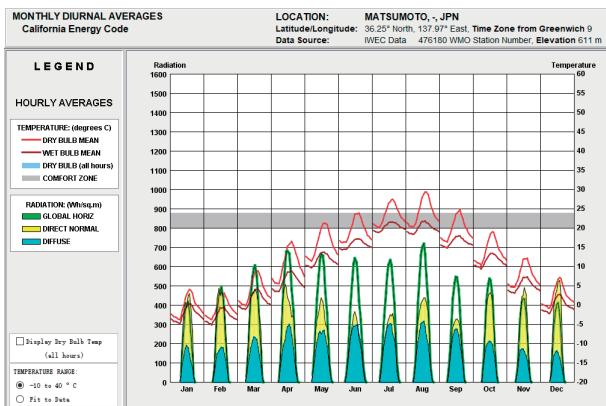 MONTHLY DIURNAL AVERAGES
California Energy Code
LOCATION: MATSUMOTO, -, JPN
Latitude/Longitude: 36.25° North, 137.97° East, Time Zone from Greenwich 9
Data Source: IWEC Data 476180 WMO Station Number, Elevation 611 m
LEGEND
HOURLY AVERAGES
TEMPERATURE: (degrees C)
DRY BULB MEAN
WET BULB MEAN
DRY BULB (all hours)
COMFORT ZONE
RADIATION: (Wh/sq.m)
GLOBAL HORIZ
DIRECT NORMAL
DIFFUSE
Display Dry Bulb Temp
(all hours)
TEMPERATURE RANGE:
-10 to 40 ° C
Fit to Data
Radiation
1600
1500
1400
1300
1200
1100
1000
900
800
700
600
500
400
300
200
100
0
Temperature
60
55
50
45
40
35
30
25
20
15
10
5
0
-5
-10
-15
-20
Jan Feb Mar Apr May Jun Jul Aug Sep Oct Nov Dec